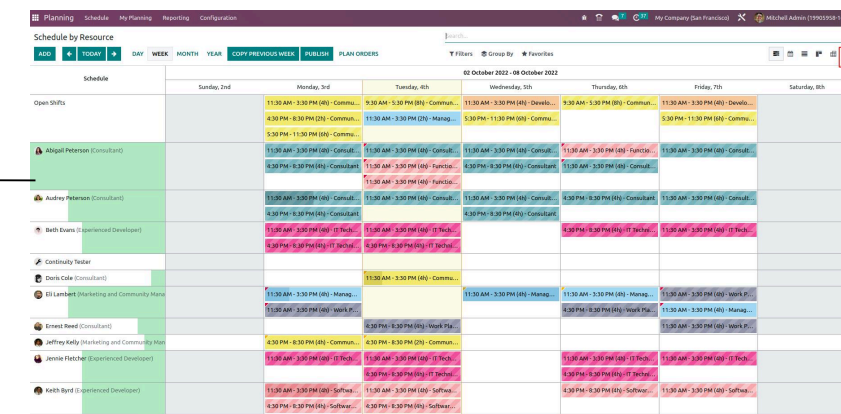 Planning Schedule My Planning Reporting Configuration My Company (San Francisco) Mitchell Admin (19905958-1
Schedule by Resource Search...
ADD TODAY DAY WEEK MONTH YEAR COPY PREVIOUS WEEK PUBLISH PLAN ORDERS Filters Group By Favorites
Schedule 02 October 2022 - 08 October 2022
Sunday, 2nd Monday, 3rd Tuesday, 4th Wednesday, 5th Thursday, 6th Friday, 7th Saturday, 8th
Open Shifts 11:30 AM - 3:30 PM (4h) - Commu... 9:30 AM - 5:30 PM (8h) - Commun... 11:30 AM - 3:30 PM (4h) - Develo... 9:30 AM - 5:30 PM (8h) - Commun... 11:30 AM - 3:30 PM (4h) - Develo...
4:30 PM - 8:30 PM (2h) - Commun... 11:30 AM - 3:30 PM (2h) - Manag... 5:30 PM - 11:30 PM (6h) - Commu... 5:30 PM - 11:30 PM (6h) - Commu...
5:30 PM - 11:30 PM (6h) - Commu...
Abigail Peterson (Consultant) 11:30 AM - 3:30 PM (4h) - Consult... 11:30 AM - 3:30 PM (4h) - Consult... 11:30 AM - 3:30 PM (4h) - Consult... 11:30 AM - 3:30 PM (4h) - Functio... 11:30 AM - 3:30 PM (4h) - Consult...
4:30 PM - 8:30 PM (4h) - Consultant 11:30 AM - 3:30 PM (4h) - Functio... 4:30 PM - 8:30 PM (4h) - Consultant 11:30 AM - 3:30 PM (4h) - Consult...
11:30 AM - 3:30 PM (4h) - Functio...
Audrey Peterson (Consultant) 11:30 AM - 3:30 PM (4h) - Consult... 11:30 AM - 3:30 PM (4h) - Consult... 11:30 AM - 3:30 PM (4h) - Consult... 4:30 PM - 8:30 PM (4h) - Consultant 11:30 AM - 3:30 PM (4h) - Consult...
4:30 PM - 8:30 PM (4h) - Consultant 4:30 PM - 8:30 PM (4h) - Consultant
Beth Evans (Experienced Developer) 11:30 AM - 3:30 PM (4h) - IT Tech... 11:30 AM - 3:30 PM (4h) - IT Tech... 4:30 PM - 8:30 PM (4h) - IT Techni... 11:30 AM - 3:30 PM (4h) - IT Tech...
4:30 PM - 8:30 PM (4h) - IT Techni... 4:30 PM - 8:30 PM (4h) - IT Techni...
Continuity Tester
Doris Cole (Consultant) 11:30 AM - 3:30 PM (4h) - Commu...
Eli Lambert (Marketing and Community Mana 11:30 AM - 3:30 PM (4h) - Manag... 11:30 AM - 3:30 PM (4h) - Manag... 11:30 AM - 3:30 PM (4h) - Manag... 11:30 AM - 3:30 PM (4h) - Work P...
11:30 AM - 3:30 PM (4h) - Work P... 4:30 PM - 8:30 PM (4h) - Work Pla... 11:30 AM - 3:30 PM (4h) - Manag...
Ernest Reed (Consultant) 4:30 PM - 8:30 PM (4h) - Work Pla... 11:30 AM - 3:30 PM (4h) - Work P...
Jeffrey Kelly (Marketing and Community Man 4:30 PM - 8:30 PM (4h) - Commun... 4:30 PM - 8:30 PM (2h) - Commun...
Jennie Fletcher (Experienced Developer) 11:30 AM - 3:30 PM (4h) - IT Tech... 11:30 AM - 3:30 PM (4h) - IT Tech... 11:30 AM - 3:30 PM (4h) - IT Tech... 11:30 AM - 3:30 PM (4h) - IT Tech...
4:30 PM - 8:30 PM (4h) - IT Techni... 4:30 PM - 8:30 PM (4h) - IT Techni...
Keith Byrd (Experienced Developer) 11:30 AM - 3:30 PM (4h) - Softwa... 11:30 AM - 3:30 PM (4h) - Softwa... 4:30 PM - 8:30 PM (4h) - Softwar... 11:30 AM - 3:30 PM (4h) - Softwa...
4:30 PM - 8:30 PM (4h) - Softwar... 4:30 PM - 8:30 PM (4h) - Softwar...